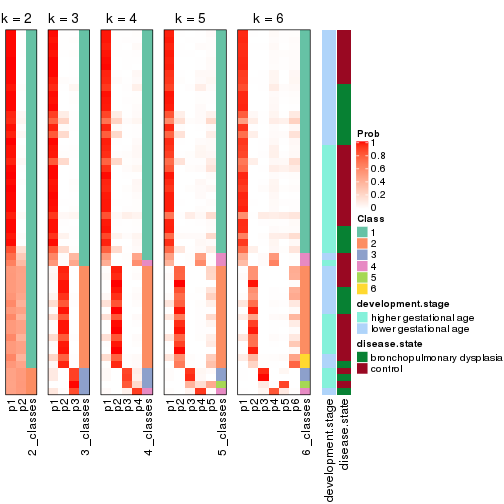 k = 2 k = 3 k = 4 k = 5 k = 6
Prob
1
0.8
0.6
0.4
0.2
0
Class
1
2
3
4
5
6
development.stage
higher gestational age
lower gestational age
disease.state
bronchopulmonary dysplasia
control
p1
p2
2_classes
p1
p2
p3
3_classes
p1
p2
p3
p4
4_classes
p1
p2
p3
p4
p5
5_classes
p1
p2
p3
p4
p5
p6
6_classes
development.stage
disease.state